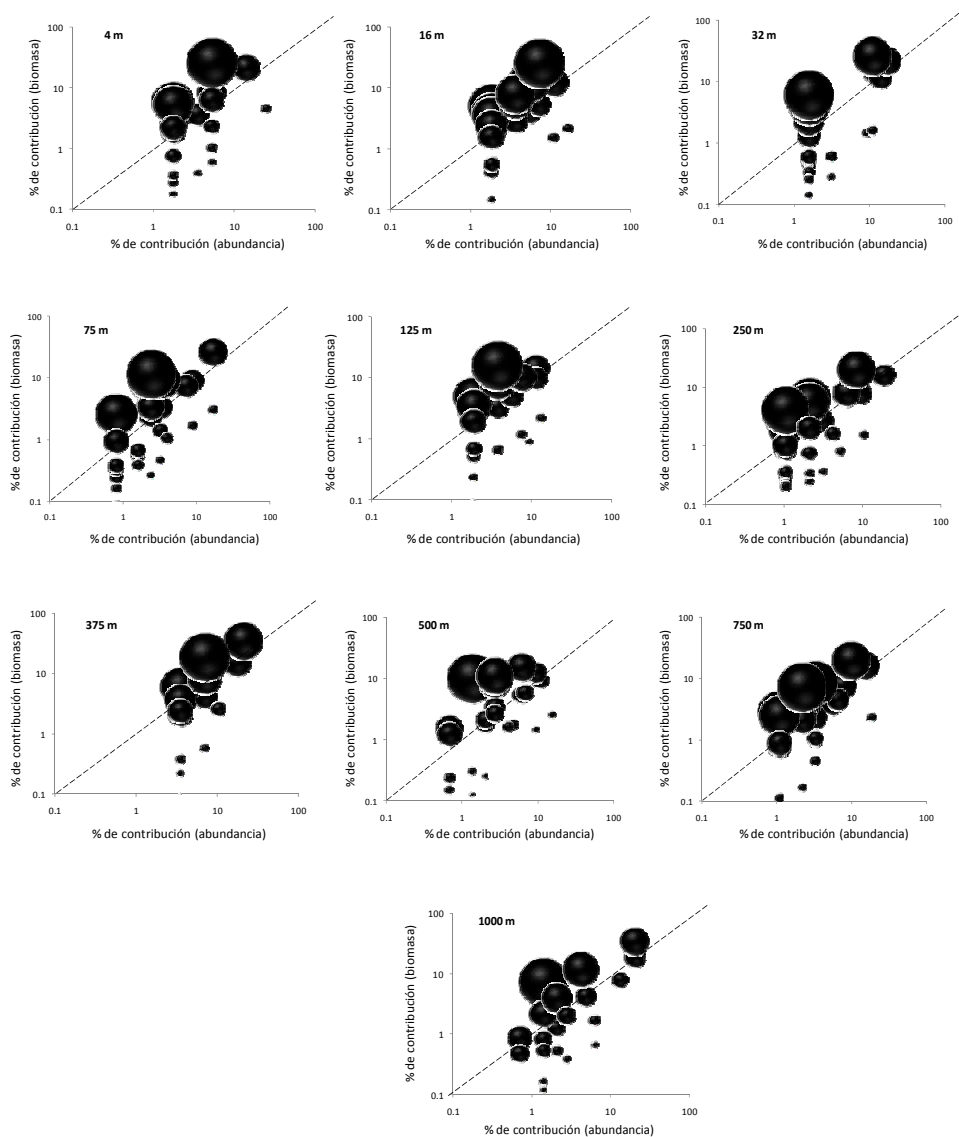 4 m
100
10
1
0.1
0.1
1
10
100
% de contribución (biomasa)
% de contribución (abundancia)
16 m
100
10
1
0.1
0.1
1
10
100
% de contribución (biomasa)
% de contribución (abundancia)
32 m
100
10
1
0.1
0.1
1
10
100
% de contribución (biomasa)
% de contribución (abundancia)
75 m
100
10
1
0.1
0.1
1
10
100
% de contribución (biomasa)
% de contribución (abundancia)
125 m
100
10
1
0.1
0.1
1
10
100
% de contribución (biomasa)
% de contribución (abundancia)
250 m
100
10
1
0.1
0.1
1
10
100
% de contribución (biomasa)
% de contribución (abundancia)
375 m
100
10
1
0.1
0.1
1
10
100
% de contribución (biomasa)
% de contribución (abundancia)
500 m
100
10
1
0.1
0.1
1
10
100
% de contribución (biomasa)
% de contribución (abundancia)
750 m
100
10
1
0.1
0.1
1
10
100
% de contribución (biomasa)
% de contribución (abundancia)
1000 m
100
10
1
0.1
0.1
1
10
100
% de contribución (biomasa)
% de contribución (abundancia)